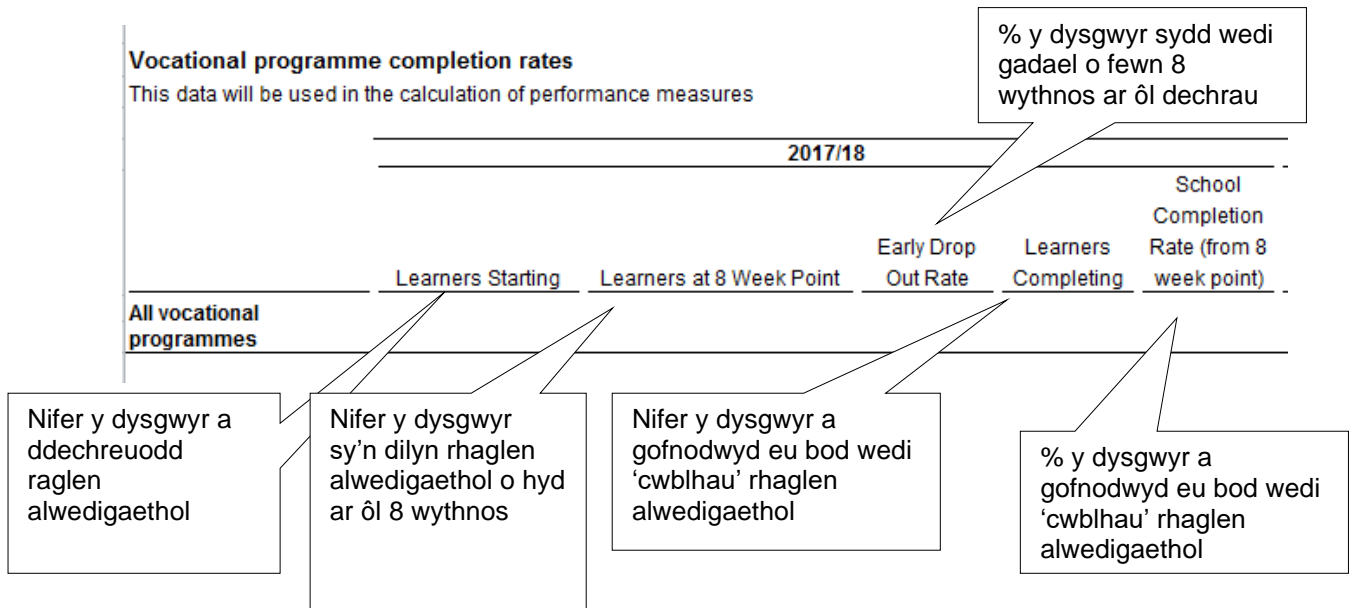 Vocational programme completion rates
This data will be used in the calculation of performance measures
% y dysgwyr sydd wedi
gadael o fewn 8
wythnos ar ôl dechrau
2017/18
Learners Starting
Learners at 8 Week Point
Early Drop
Out Rate
Learners
Completing
School
Completion
Rate (from 8
week point)
All vocational
programmes
Nifer y dysgwyr a
ddechreuodd
raglen
alwedigaethol
Nifer y dysgwyr
sy’n dilyn rhaglen
alwedigaethol o hyd
ar ôl 8 wythnos
Nifer y dysgwyr a
gofnodwyd eu bod wedi
‘cwblhau’ rhaglen
alwedigaethol
% y dysgwyr a
gofnodwyd eu bod wedi
‘cwblhau’ rhaglen
alwedigaethol